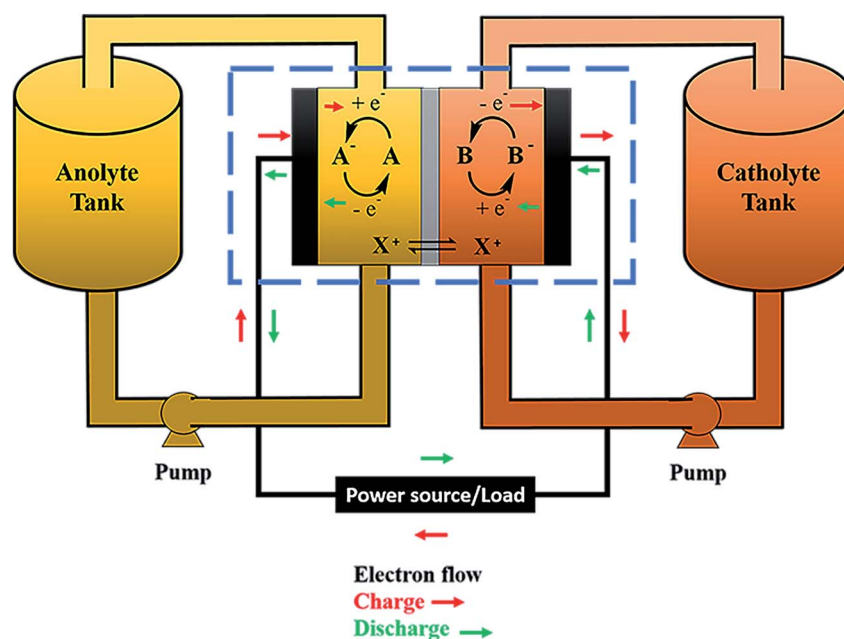 + e⁻
- e⁻
Anolyte
Tank
A⁻ A
B B⁻
Catholyte
Tank
- e⁻
+ e⁻
X⁺ ⇌ X⁺
Pump
Pump
Power source/Load
Electron flow
Charge →
Discharge →